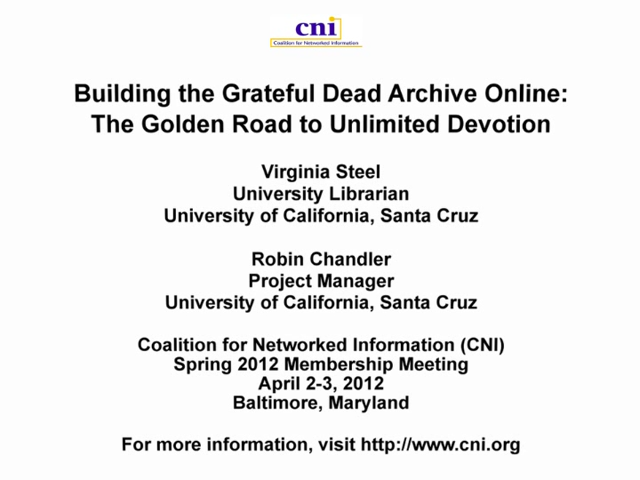 cni
Coalition for Networked Information
Building the Grateful Dead Archive Online:
The Golden Road to Unlimited Devotion
Virginia Steel
University Librarian
University of California, Santa Cruz
Robin Chandler
Project Manager
University of California, Santa Cruz
Coalition for Networked Information (CNI)
Spring 2012 Membership Meeting
April 2-3, 2012
Baltimore, Maryland
For more information, visit http://www.cni.org